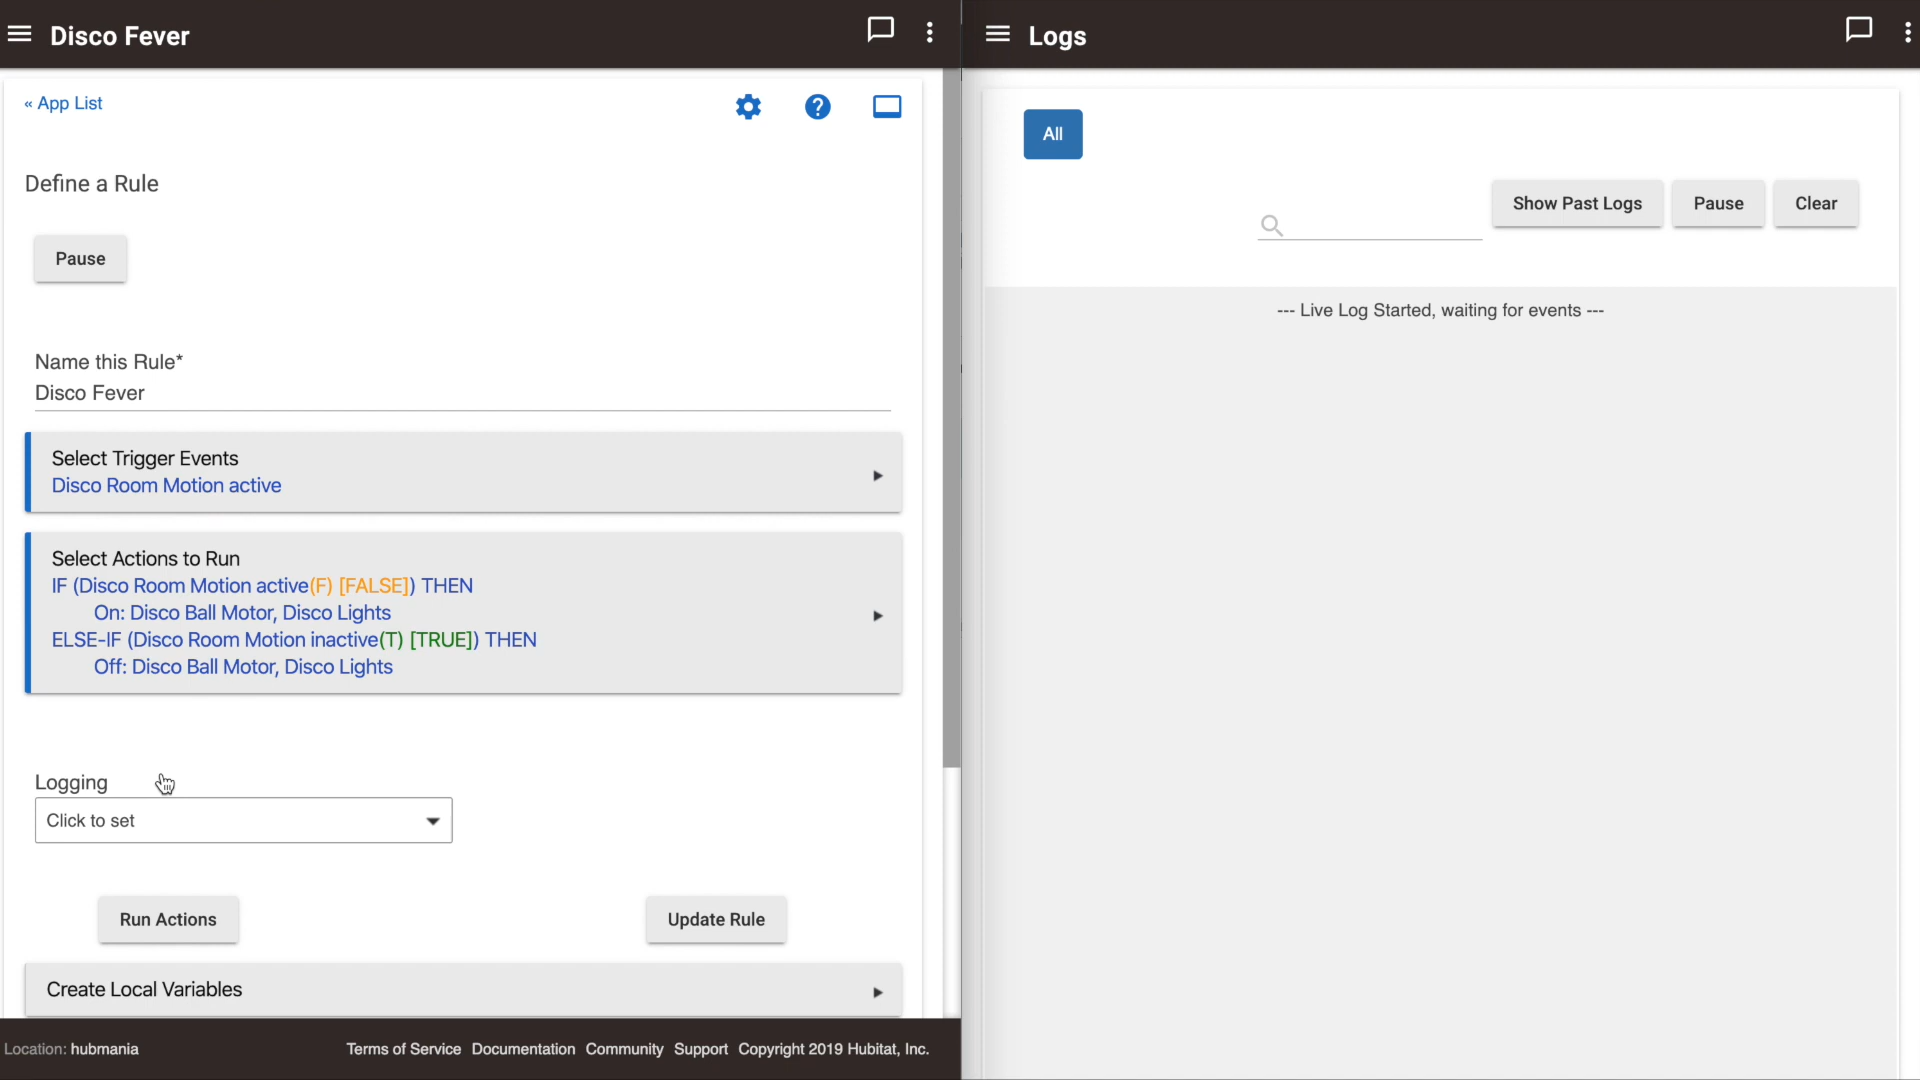 Disco Fever
« App List
Define a Rule
Pause
Name this Rule*
Disco Fever
Select Trigger Events
Disco Room Motion active
Select Actions to Run
IF (Disco Room Motion active(F) [FALSE]) THEN
On: Disco Ball Motor, Disco Lights
ELSE-IF (Disco Room Motion inactive(T) [TRUE]) THEN
Off: Disco Ball Motor, Disco Lights
Logging
Click to set
Run Actions
Update Rule
Create Local Variables
Location: hubmania
Terms of Service Documentation Community Support Copyright 2019 Hubitat, Inc.
Logs
All
Show Past Logs
Pause
Clear
--- Live Log Started, waiting for events ---